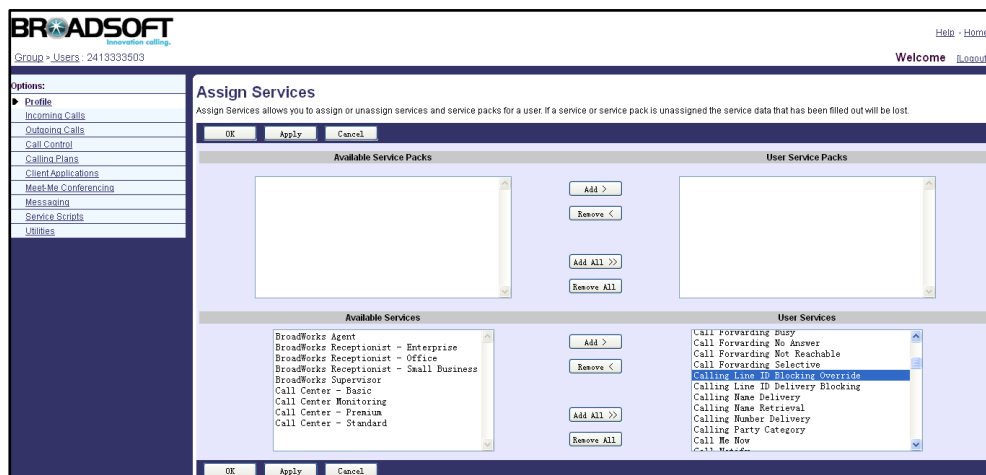 BROADSOFT
innovation calling.
Help - Home
Group > Users : 2413333503
Welcome [Logout
Options:
Profile
Incoming Calls
Outgoing Calls
Call Control
Calling Plans
Client Applications
Meet-Me Conferencing
Messaging
Service Scripts
Utilities
Assign Services
Assign Services allows you to assign or unassign services and service packs for a user. If a service or service pack is unassigned the service data that has been filled out will be lost.
OK Apply Cancel
Available Service Packs User Service Packs
Add >
Remove <
Add All >>
Remove All
Available Services User Services
BroadWorks Agent
BroadWorks Receptionist - Enterprise
BroadWorks Receptionist - Office
BroadWorks Receptionist - Small Business
BroadWorks Supervisor
Call Center - Basic
Call Center Monitoring
Call Center - Premium
Call Center - Standard
Add >
Remove <
Add All >>
Remove All
Call Forwarding Busy
Call Forwarding No Answer
Call Forwarding Not Reachable
Call Forwarding Selective
Calling Line ID Blocking Override
Calling Line ID Delivery Blocking
Calling Name Delivery
Calling Name Retrieval
Calling Number Delivery
Calling Party Category
Call Me Now
Call Notify
OK Apply Cancel